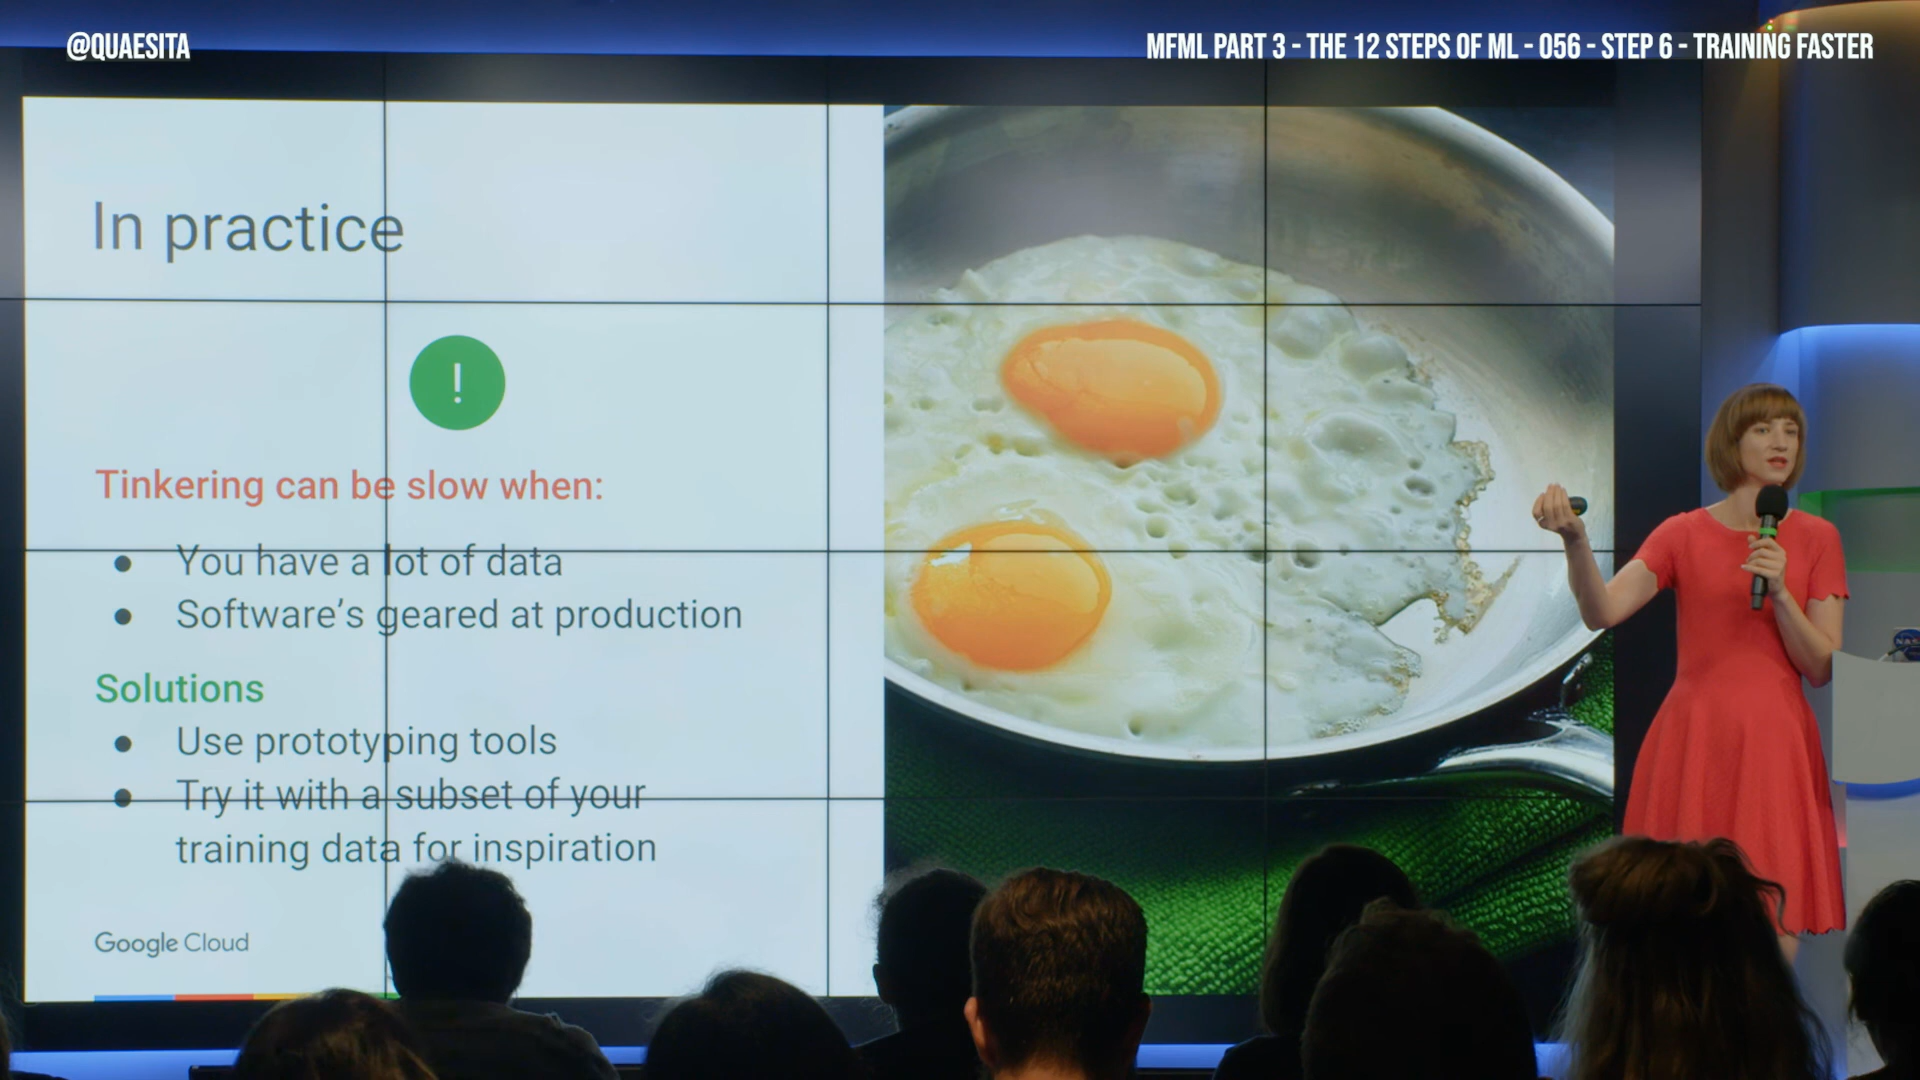 @QUAESITA
MFML PART 3 - THE 12 STEPS OF ML - 056 - STEP 6 - TRAINING FASTER
In practice
!
Tinkering can be slow when:
● You have a lot of data
● Software's geared at production
Solutions
● Use prototyping tools
● Try it with a subset of your
training data for inspiration
Google Cloud
NASA